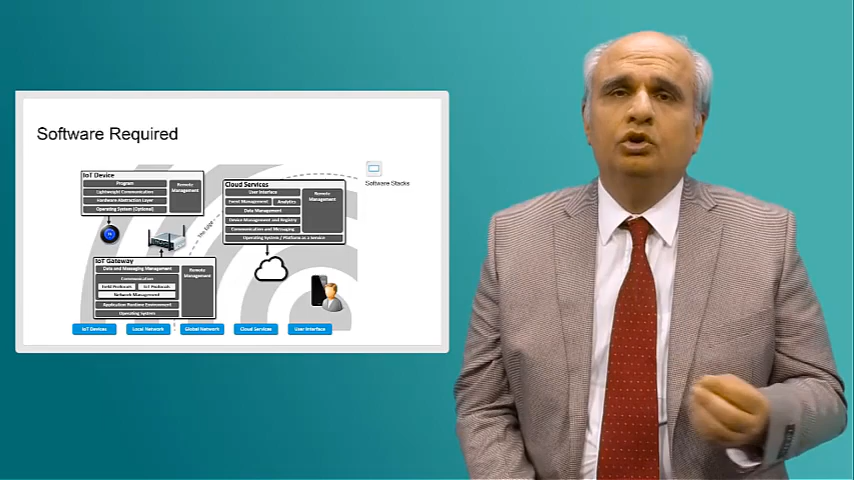 Software Required
Software Stacks
IoT Device
Program
Lightweight Communication
Hardware Abstraction Layer
Operating System (Optional)
Remote
Management
Cloud Services
User Interface
Event Management
Analytics
Data Management
Device Management and Registry
Communication and Messaging
Operating System / Platform as a Service
Remote
Management
The Edge
IoT Gateway
Data and Messaging Management
Communication
Field Protocols
IoT Protocols
Network Management
Application Runtime Environment
Operating System
Remote
Management
IoT Devices
Local Network
Global Network
Cloud Services
User Interface